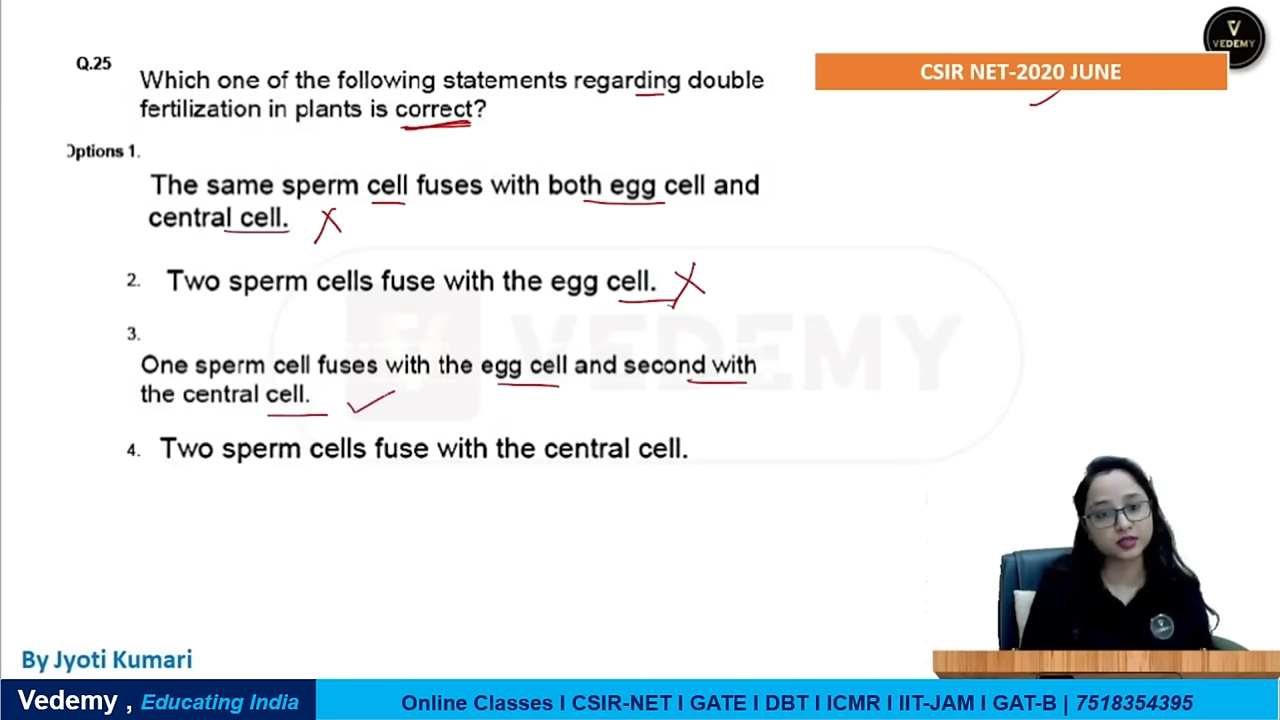 Q.25
Which one of the following statements regarding double
fertilization in plants is correct?
CSIR NET-2020 JUNE
VEDEMY
Options 1.
The same sperm cell fuses with both egg cell and
central cell.
2. Two sperm cells fuse with the egg cell.
3.
One sperm cell fuses with the egg cell and second with
the central cell.
4. Two sperm cells fuse with the central cell.
VEDEMY
By Jyoti Kumari
Vedemy , Educating India
Online Classes I CSIR-NET I GATE I DBT I ICMR I IIT-JAM I GAT-B | 7518354395